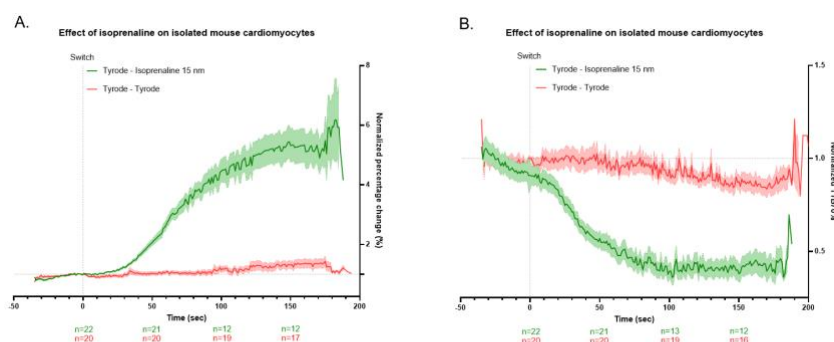 A.
Effect of isoprenaline on isolated mouse cardiomyocytes
Switch
Tyrode - Isoprenaline 15 nm
Tyrode - Tyrode
8
6
4
2
Normalized percentage change (%)
-50 0 50 100 150 200
Time (sec)
n=22 n=21 n=12 n=12
n=20 n=20 n=19 n=17
B.
Effect of isoprenaline on isolated mouse cardiomyocytes
Switch
Tyrode - Isoprenaline 15 nm
Tyrode - Tyrode
1.5
1.0
0.5
-50 0 50 100 150 200
Time (sec)
n=22 n=21 n=13 n=12
n=20 n=20 n=19 n=16